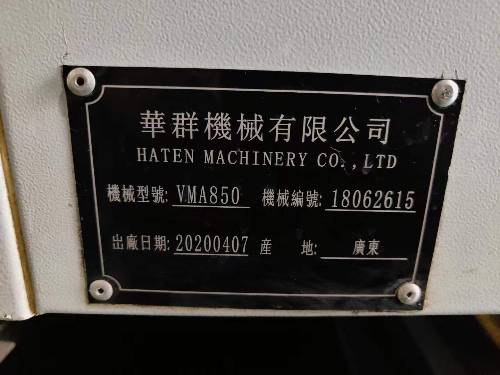 華群機械有限公司
HATEN MACHINERY CO.,LTD
機械型號: VMA850 機械編號: 18062615
出廠日期: 20200407 産 地: 廣東